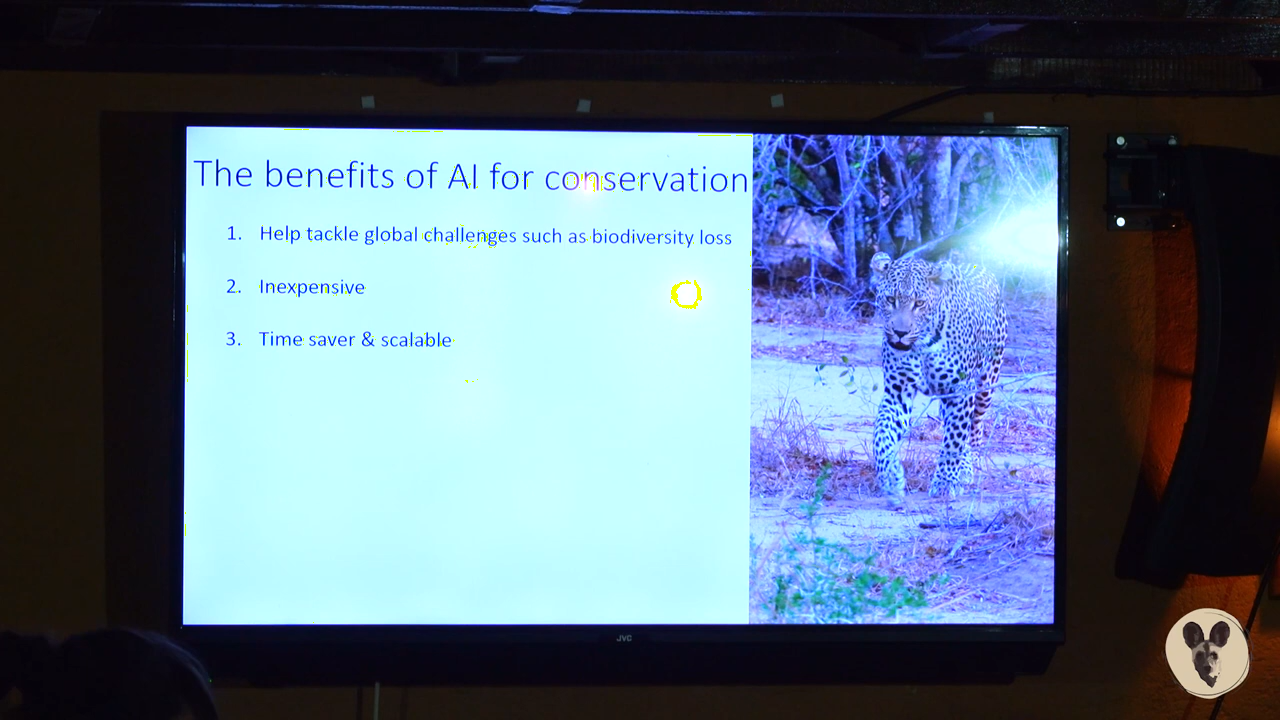 The benefits of AI for conservation
1. Help tackle global challenges such as biodiversity loss
2. Inexpensive
3. Time saver & scalable
JVC